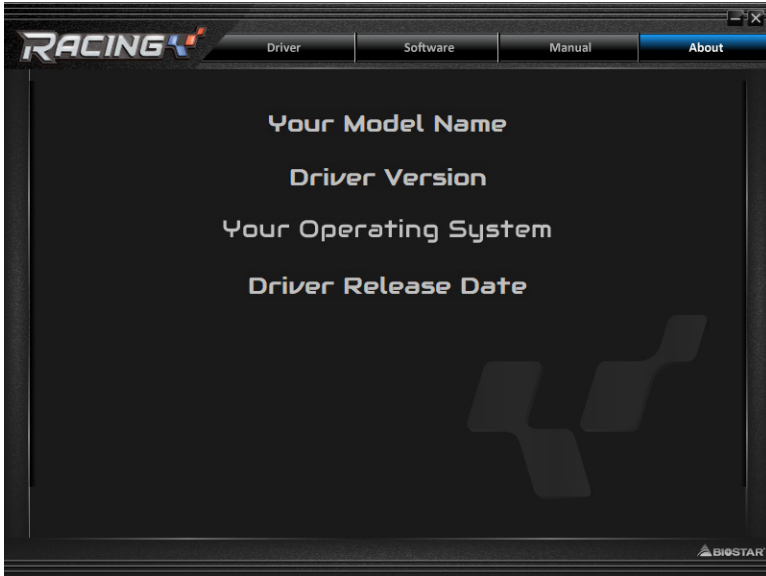 RACING
Driver Software Manual About
Your Model Name
Driver Version
Your Operating System
Driver Release Date
BIOSTAR